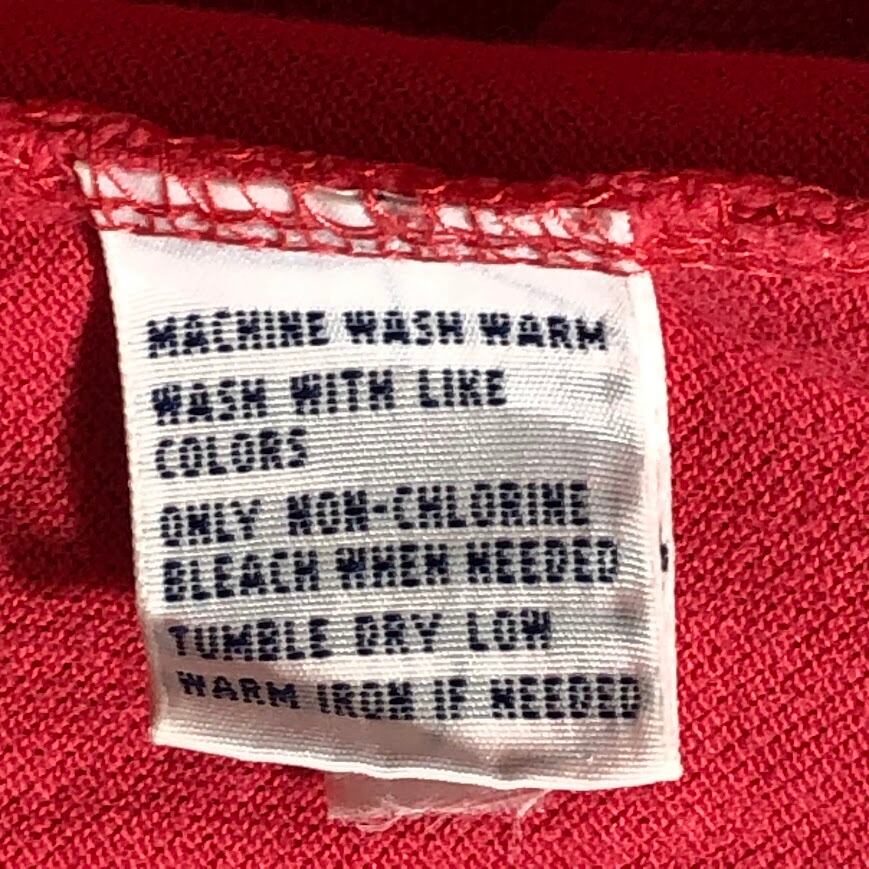 MACHINE WASH WARM
WASH WITH LIKE
COLORS
ONLY NON-CHLORINE
BLEACH WHEN NEEDED
TUMBLE DRY LOW
WARM IRON IF NEEDED